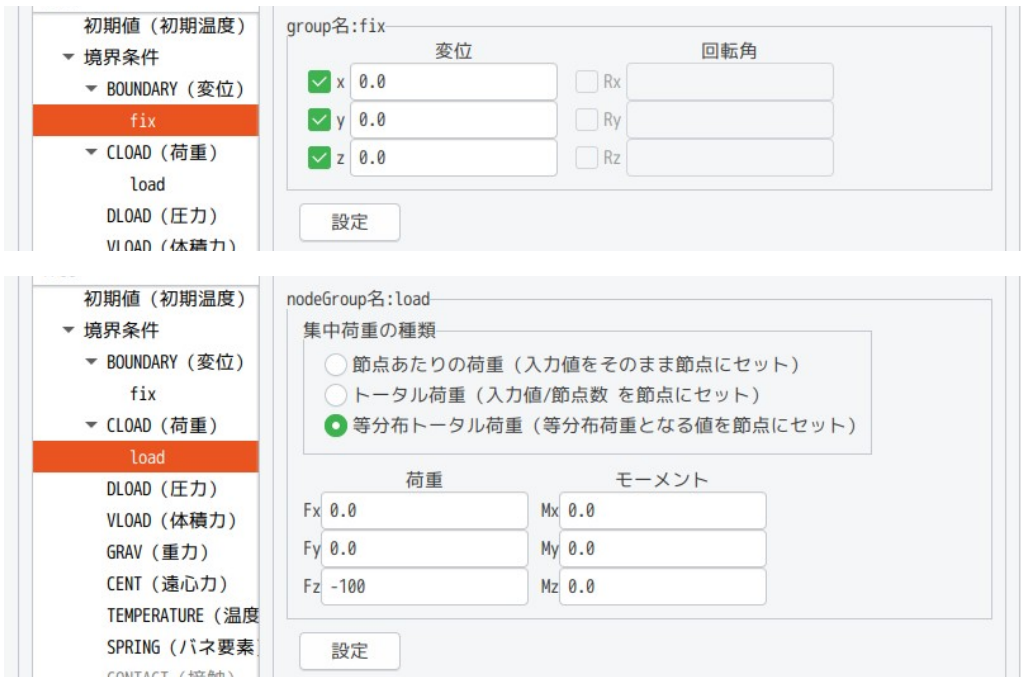 初期値（初期温度）
境界条件
BOUNDARY（変位）
fix
CLOAD（荷重）
load
DLOAD（圧力）
VLOAD（体積力）
group名:fix
変位
回転角
x 0.0
Rx
y 0.0
Ry
z 0.0
Rz
設定
初期値（初期温度）
境界条件
BOUNDARY（変位）
fix
CLOAD（荷重）
load
DLOAD（圧力）
VLOAD（体積力）
GRAV（重力）
CENT（遠心力）
TEMPERATURE（温度
SPRING（バネ要素
CONTACT（接触）
nodeGroup名:load
集中荷重の種類
節点あたりの荷重（入力値をそのまま節点にセット）
トータル荷重（入力値/節点数 を節点にセット）
等分布トータル荷重（等分布荷重となる値を節点にセット）
荷重
モーメント
Fx 0.0
Mx 0.0
Fy 0.0
My 0.0
Fz -100
Mz 0.0
設定